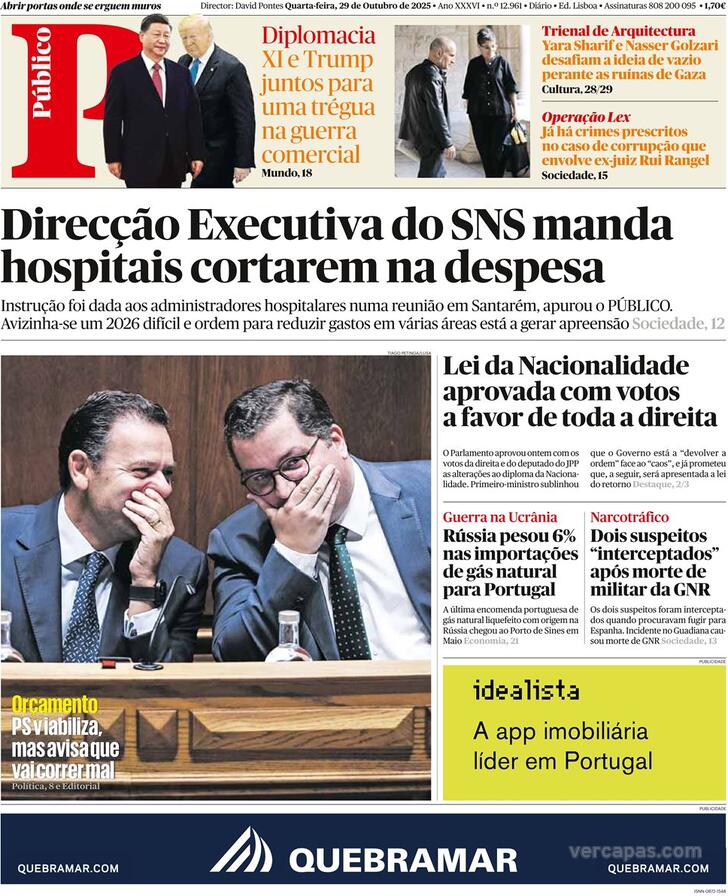 Abrir portas onde se erguem muros
Director: David Pontes Quarta-feira, 29 de Outubro de 2025 • Ano XXXVI • n.º 12.961 • Diário • Ed. Lisboa • Assinaturas 808 200 095 • 1,70€
Público
P
Diplomacia
XI e Trump
juntos para
uma trégua
na guerra
comercial
Mundo, 18
Trienal de Arquitectura
Yara Sharif e Nasser Golzari
desafiam a ideia de vazio
perante as ruínas de Gaza
Cultura, 28/29
Operação Lex
Já há crimes prescritos
no caso de corrupção que
envolve ex-juiz Rui Rangel
Sociedade, 15
Direcção Executiva do SNS manda
hospitais cortarem na despesa
Instrução foi dada aos administradores hospitalares numa reunião em Santarém, apurou o PÚBLICO.
Avizinha-se um 2026 difícil e ordem para reduzir gastos em várias áreas está a gerar apreensão Sociedade, 12
TIAGO PETINGA/LUSA
Orçamento
PS viabiliza,
mas avisa que
vai correr mal
Política, 8 e Editorial
Lei da Nacionalidade
aprovada com votos
a favor de toda a direita
O Parlamento aprovou ontem com os
votos da direita e do deputado do JPP
as alterações ao diploma da Naciona-
lidade. Primeiro-ministro sublinhou
que o Governo está a “devolver a
ordem” face ao “caos”, e já prometeu
que, a seguir, será apresentada a lei
do retorno Destaque, 2/3
Guerra na Ucrânia
Rússia pesou 6%
nas importações
de gás natural
para Portugal
A última encomenda portuguesa de
gás natural liquefeito com origem na
Rússia chegou ao Porto de Sines em
Maio Economia, 21
Narcotráfico
Dois suspeitos
“interceptados”
após morte de
militar da GNR
Os dois suspeitos foram intercepta-
dos quando procuravam fugir para
Espanha. Incidente no Guadiana cau-
sou morte de GNR Sociedade, 13
PUBLICIDADE
idealista
A app imobiliária
líder em Portugal
PUBLICIDADE
QUEBRAMAR.COM
QUEBRAMAR
vercapas.com
QUEBRAMAR.COM
ISNN-0872-1548